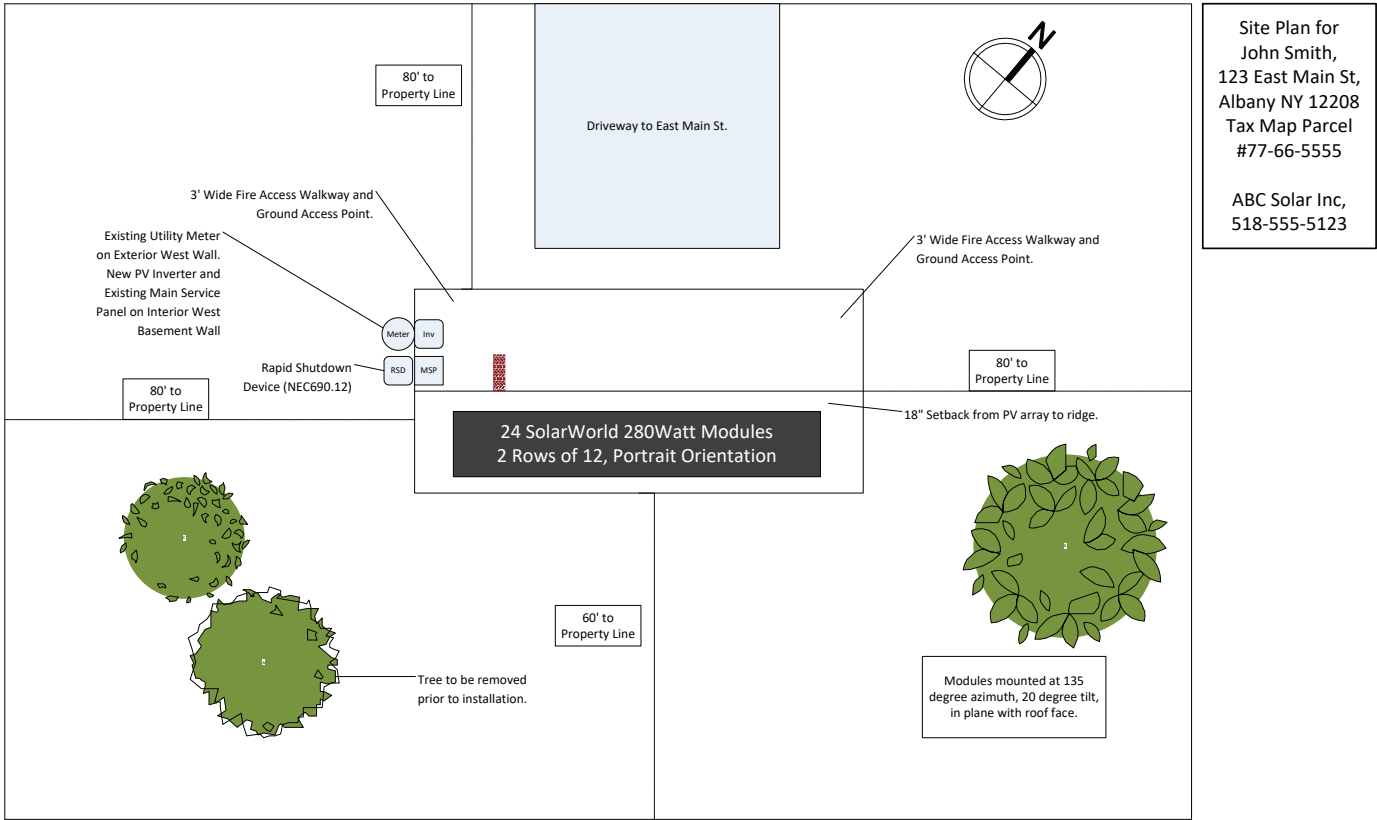 N
Site Plan for
John Smith,
123 East Main St,
Albany NY 12208
Tax Map Parcel
#77-66-5555
ABC Solar Inc,
518-555-5123
80' to
Property Line
Driveway to East Main St.
3' Wide Fire Access Walkway and
Ground Access Point.
Existing Utility Meter
on Exterior West Wall.
New PV Inverter and
Existing Main Service
Panel on Interior West
Basement Wall
3' Wide Fire Access Walkway and
Ground Access Point.
Meter
Inv
Rapid Shutdown
Device (NEC690.12)
RSD
MSP
80' to
Property Line
80' to
Property Line
18" Setback from PV array to ridge.
24 SolarWorld 280Watt Modules
2 Rows of 12, Portrait Orientation
60' to
Property Line
Tree to be removed
prior to installation.
Modules mounted at 135
degree azimuth, 20 degree tilt,
in plane with roof face.